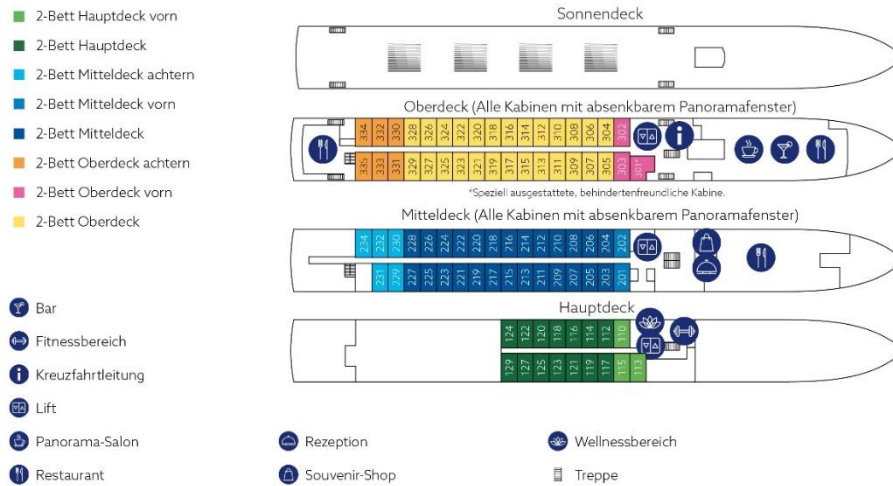 2-Bett Hauptdeck vorn
2-Bett Hauptdeck
2-Bett Mitteldeck achtern
2-Bett Mitteldeck vorn
2-Bett Mitteldeck
2-Bett Oberdeck achtern
2-Bett Oberdeck vorn
2-Bett Oberdeck
Sonnendeck
Oberdeck (Alle Kabinen mit absenkbarem Panoramafenster)
334 332 330 328 326 324 322 320 318 316 314 312 310 308 306 304 302
335 333 331 329 327 325 323 321 319 317 315 313 311 309 307 305 303 301*
*Speziell ausgestattete, behindertenfreundliche Kabine.
Mitteldeck (Alle Kabinen mit absenkbarem Panoramafenster)
234 232 230 228 226 224 222 220 218 216 214 212 210 208 206 204 202
231 229 227 225 223 221 219 217 215 213 211 209 207 205 203 201
Hauptdeck
124 122 120 118 116 114 112 110
129 127 125 123 121 119 117 115 113
Bar
Fitnessbereich
Kreuzfahrtleitung
Lift
Panorama-Salon
Restaurant
Rezeption
Souvenir-Shop
Wellnessbereich
Treppe